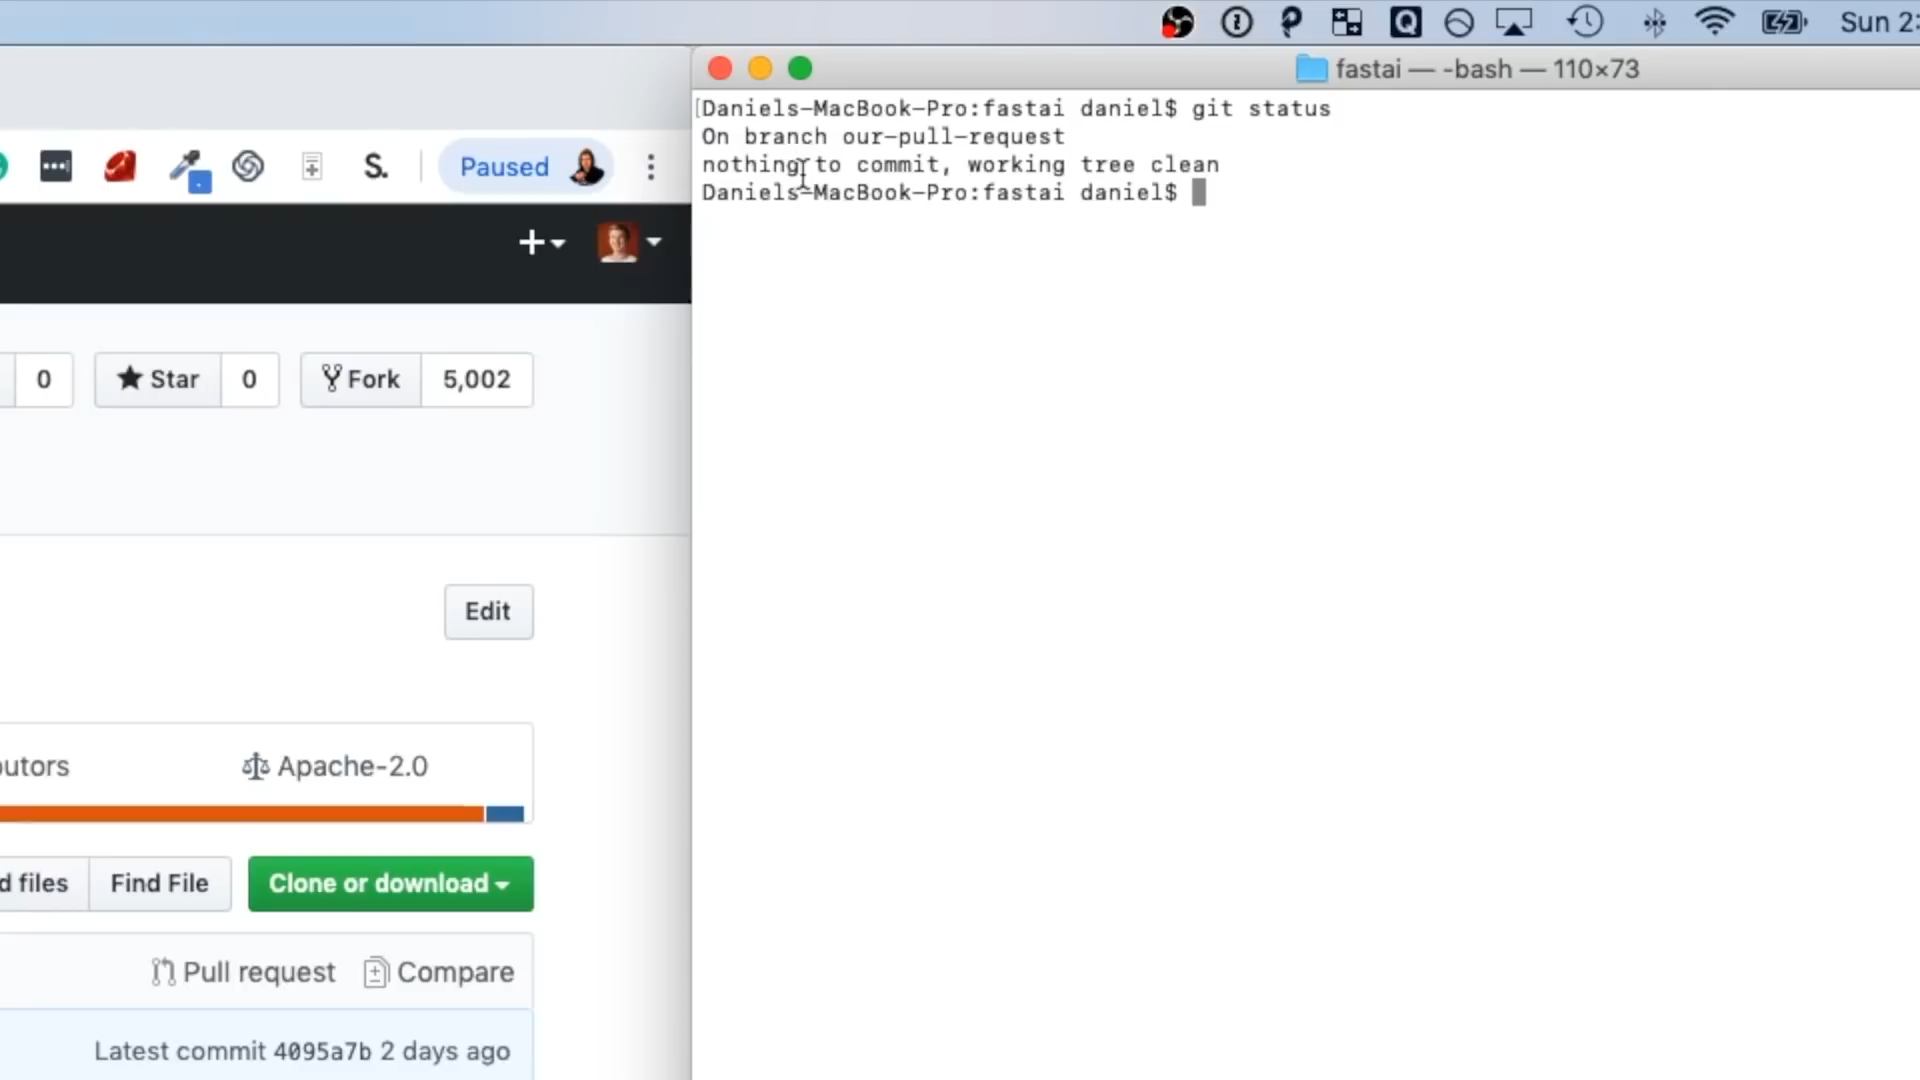 Sun 2:
fastai — -bash — 110×73
Daniels-MacBook-Pro:fastai daniel$ git status
On branch our-pull-request
nothing to commit, working tree clean
Daniels-MacBook-Pro:fastai daniel$
S.
Paused
0
Star
0
Fork
5,002
Edit
butors
Apache-2.0
d files
Find File
Clone or download
Pull request
Compare
Latest commit 4095a7b 2 days ago